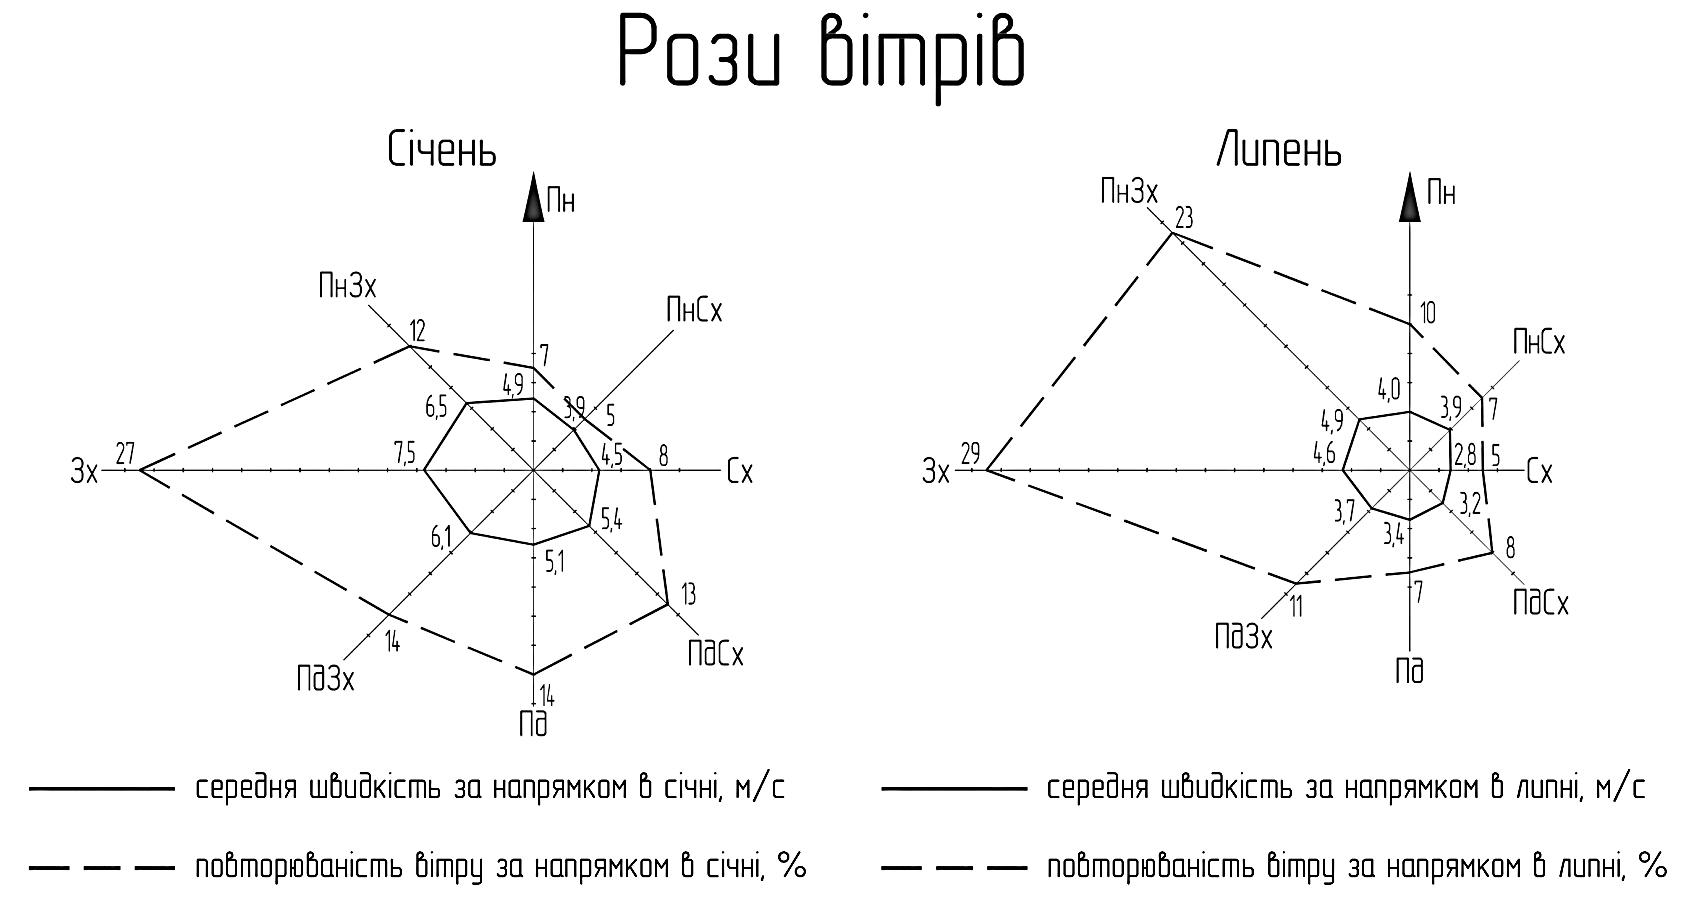 Рози вітрів
Січень
Пн
ПнЗх
ПнСх
12
7
4,9
6,5
3,9
5
27
7,5
4,5
8
Зх
Сх
6,1
5,4
5,1
13
14
ПдЗх
ПдСх
14
Пд
Липень
Пн
ПнЗх
23
10
ПнСх
4,0
4,9
3,9
7
29
4,6
2,8
5
Зх
Сх
3,7
3,2
3,4
8
11
7
ПдСх
ПдЗх
Пд
середня швидкість за напрямком в січні, м/с
повторюваність вітру за напрямком в січні, %
середня швидкість за напрямком в липні, м/с
повторюваність вітру за напрямком в липні, %